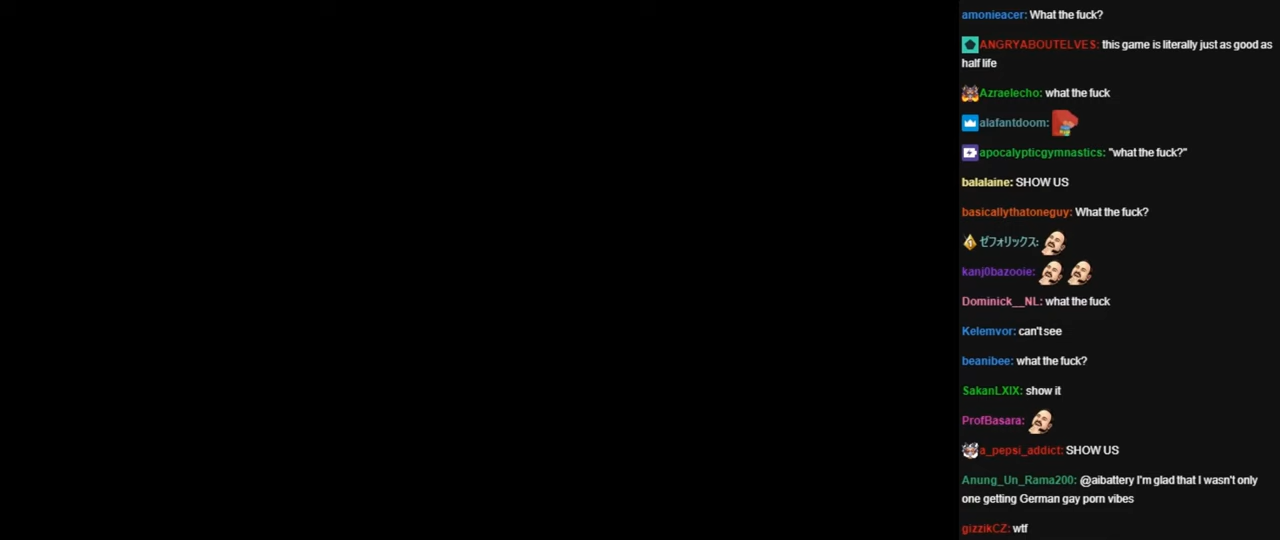 amonieacer: What the fuck?
ANGRYABOUTELVES: this game is literally just as good as
half life
Azraelecho: what the fuck
alafantdoom:
apocalypticgymnastics: "what the fuck?"
balalaine: SHOW US
basicallythatoneguy: What the fuck?
ゼフォリックス:
kanj0bazooie:
Dominick__NL: what the fuck
Kelemvor: can't see
beanibee: what the fuck?
SakanLXIX: show it
ProfBasara:
a_pepsi_addict: SHOW US
Anung_Un_Rama200: @aibattery I'm glad that I wasn't only
one getting German gay porn vibes
gizzikCZ: wtf